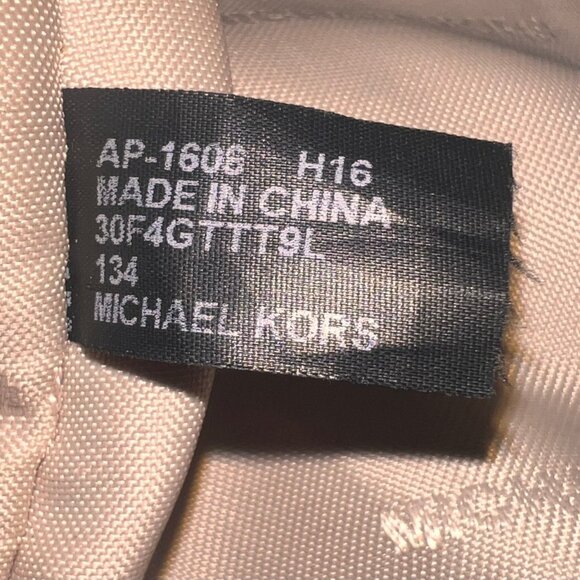 AP-1606 H16
MADE IN CHINA
30F4GTTT9L
134
MICHAEL KORS